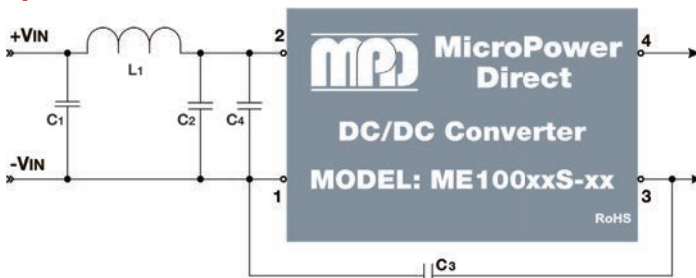 +VIN
L1
C1
C2
C4
-VIN
2
1
MPD
MicroPower
Direct
DC/DC Converter
MODEL: ME100xxS-xx
RoHS
4
3
C3